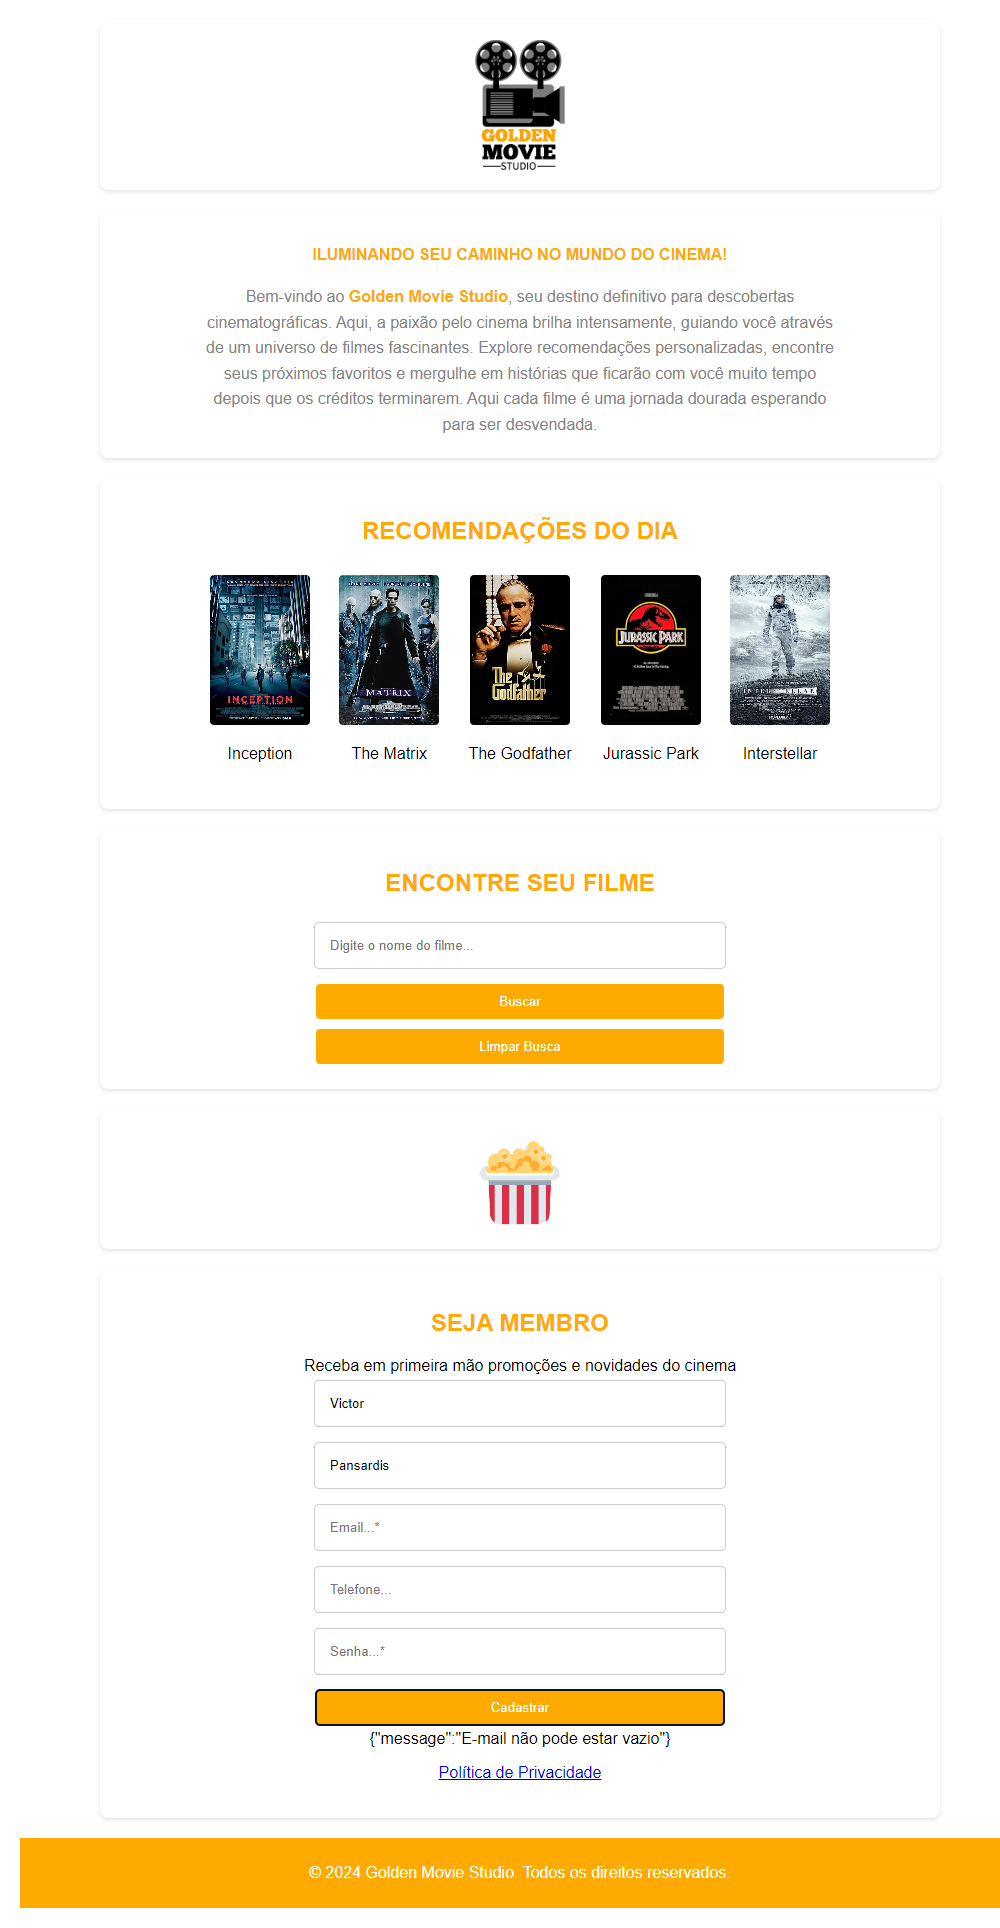 GOLDEN
MOVIE
STUDIO
ILUMINANDO SEU CAMINHO NO MUNDO DO CINEMA!
Bem-vindo ao Golden Movie Studio, seu destino definitivo para descobertas
cinematográficas. Aqui, a paixão pelo cinema brilha intensamente, guiando você através
de um universo de filmes fascinantes. Explore recomendações personalizadas, encontre
seus próximos favoritos e mergulhe em histórias que ficarão com você muito tempo
depois que os créditos terminarem. Aqui cada filme é uma jornada dourada esperando
para ser desvendada.
RECOMENDAÇÕES DO DIA
INCEPTION
MATRIX
The
Godfather
JURASSIC PARK
INTERSTELLAR
Inception
The Matrix
The Godfather
Jurassic Park
Interstellar
ENCONTRE SEU FILME
Digite o nome do filme...
Buscar
Limpar Busca
SEJA MEMBRO
Receba em primeira mão promoções e novidades do cinema
Victor
Pansardis
Email...*
Telefone...
Senha...*
Cadastrar
{"message":"E-mail não pode estar vazio"}
Política de Privacidade
© 2024 Golden Movie Studio. Todos os direitos reservados.